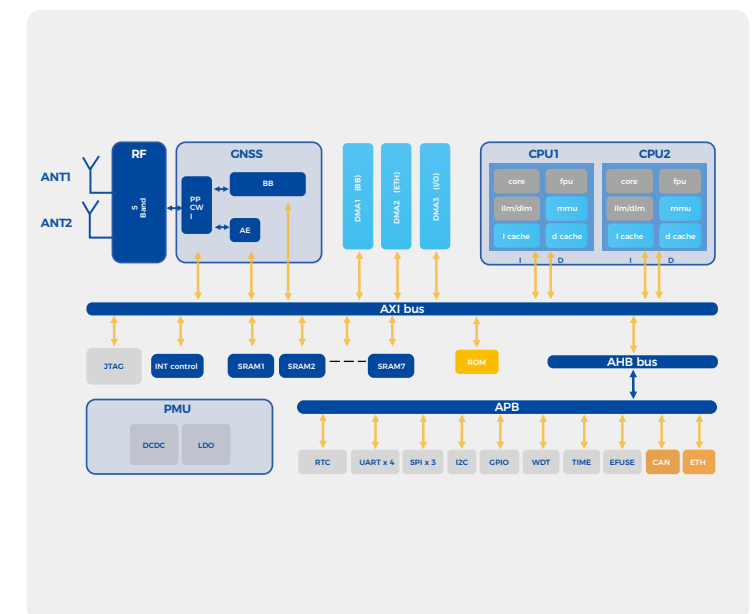 RF
GNSS
CPU1
CPU2
ANT1
ANT2
5 Band
PP
CW
I
BB
AE
DMA1 (BB)
DMA2 (ETH)
DMA3 (I/O)
core
fpu
core
fpu
Ilm/dlm
mmu
Ilm/dlm
mmu
I cache
d cache
I cache
d cache
I
D
I
D
AXI bus
JTAG
INT control
SRAM1
SRAM2
SRAM7
ROM
AHB bus
PMU
DCDC
LDO
APB
RTC
UART x 4
SPI x 3
I2C
GPIO
WDT
TIME
EFUSE
CAN
ETH